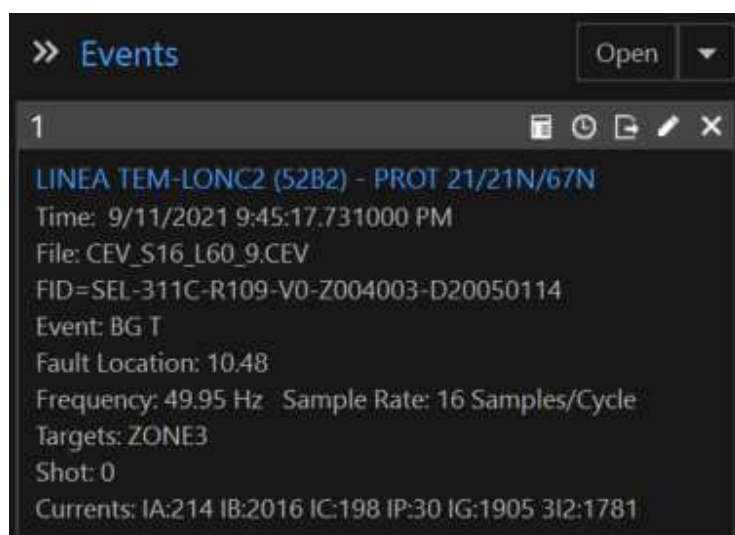 » Events
Open
1
LINEA TEM-LONC2 (52B2) - PROT 21/21N/67N
Time: 9/11/2021 9:45:17.731000 PM
File: CEV_S16_L60_9.CEV
FID=SEL-311C-R109-V0-Z004003-D20050114
Event: BG T
Fault Location: 10.48
Frequency: 49.95 Hz   Sample Rate: 16 Samples/Cycle
Targets: ZONE3
Shot: 0
Currents: IA:214 IB:2016 IC:198 IP:30 IG:1905 3I2:1781